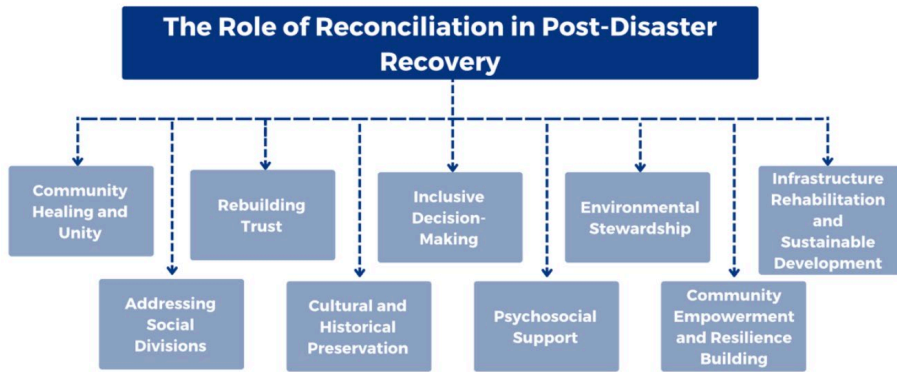 The Role of Reconciliation in Post-Disaster
Recovery
Community
Healing and
Unity
Addressing
Social
Divisions
Rebuilding
Trust
Cultural and
Historical
Preservation
Inclusive
Decision-
Making
Psychosocial
Support
Environmental
Stewardship
Community
Empowerment
and Resilience
Building
Infrastructure
Rehabilitation
and
Sustainable
Development